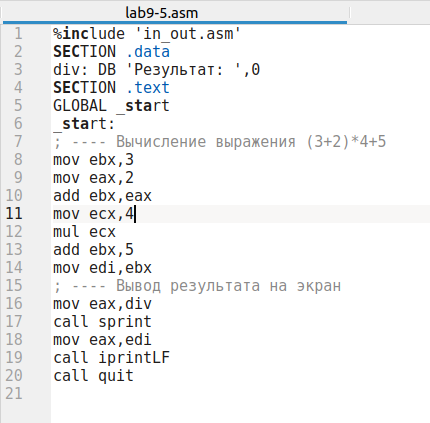 lab9-5.asm
1 %include 'in_out.asm'
2 SECTION .data
3 div: DB 'Результат: ',0
4 SECTION .text
5 GLOBAL _start
6 _start:
7 ; ---- Вычисление выражения (3+2)*4+5
8 mov ebx,3
9 mov eax,2
10 add ebx,eax
11 mov ecx,4
12 mul ecx
13 add ebx,5
14 mov edi,ebx
15 ; ---- Вывод результата на экран
16 mov eax,div
17 call sprint
18 mov eax,edi
19 call iprintLF
20 call quit
21